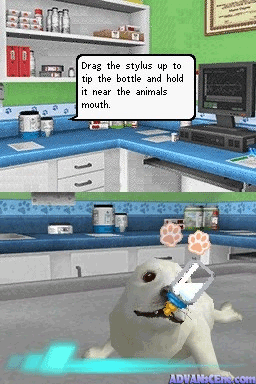 Drag the stylus up to
tip the bottle and hold
it near the animals
mouth.
ADVANsCEne.com